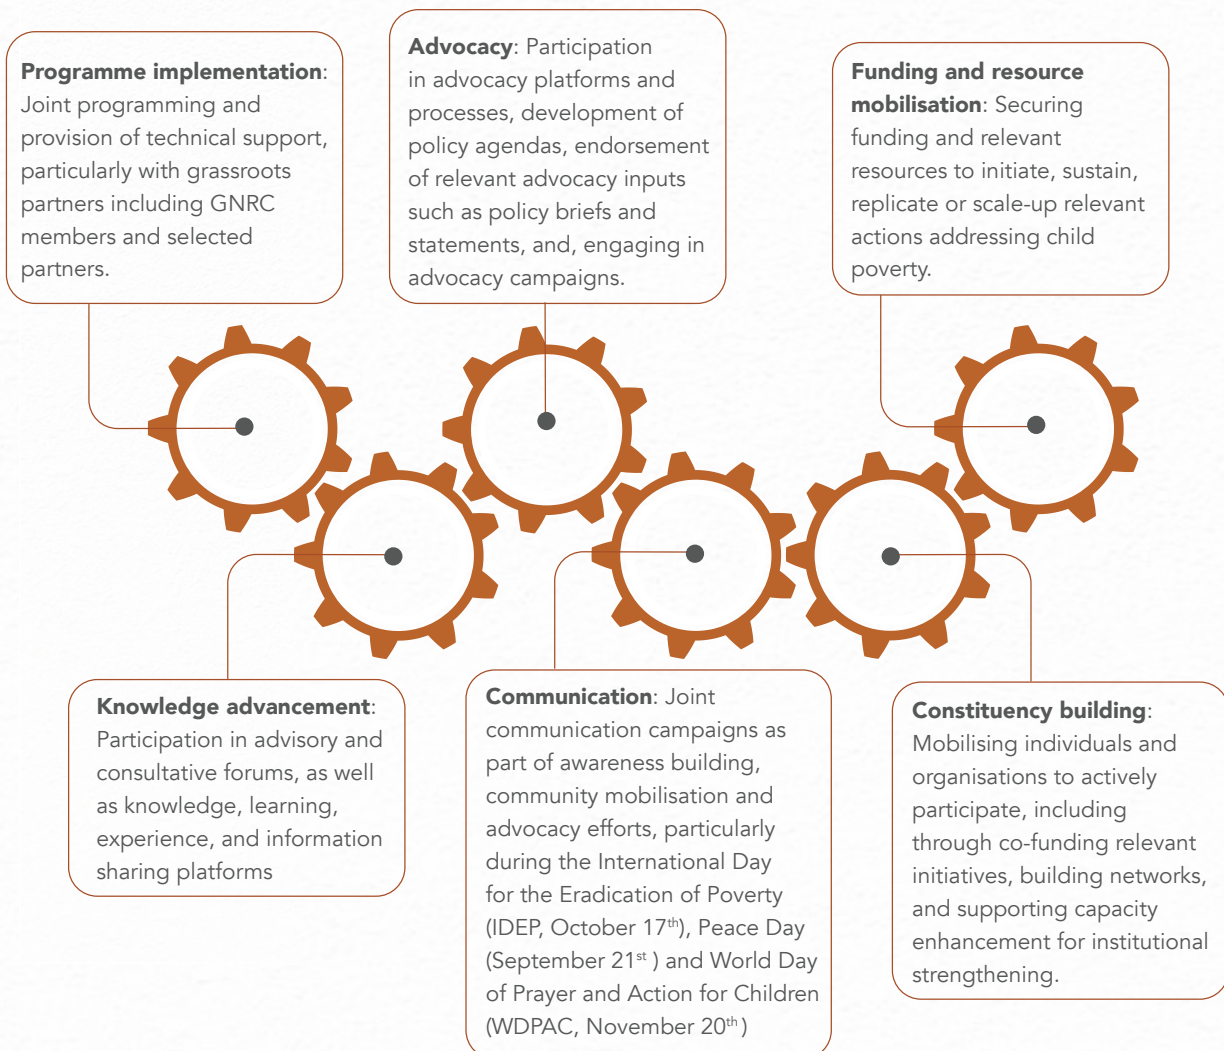 Programme implementation:
Joint programming and
provision of technical support,
particularly with grassroots
partners including GNRC
members and selected
partners.
Advocacy: Participation
in advocacy platforms and
processes, development of
policy agendas, endorsement
of relevant advocacy inputs
such as policy briefs and
statements, and, engaging in
advocacy campaigns.
Funding and resource
mobilisation: Securing
funding and relevant
resources to initiate, sustain,
replicate or scale-up relevant
actions addressing child
poverty.
Knowledge advancement:
Participation in advisory and
consultative forums, as well
as knowledge, learning,
experience, and information
sharing platforms
Communication: Joint
communication campaigns as
part of awareness building,
community mobilisation and
advocacy efforts, particularly
during the International Day
for the Eradication of Poverty
(IDEP, October 17th), Peace Day
(September 21st ) and World Day
of Prayer and Action for Children
(WDPAC, November 20th )
Constituency building:
Mobilising individuals and
organisations to actively
participate, including
through co-funding relevant
initiatives, building networks,
and supporting capacity
enhancement for institutional
strengthening.